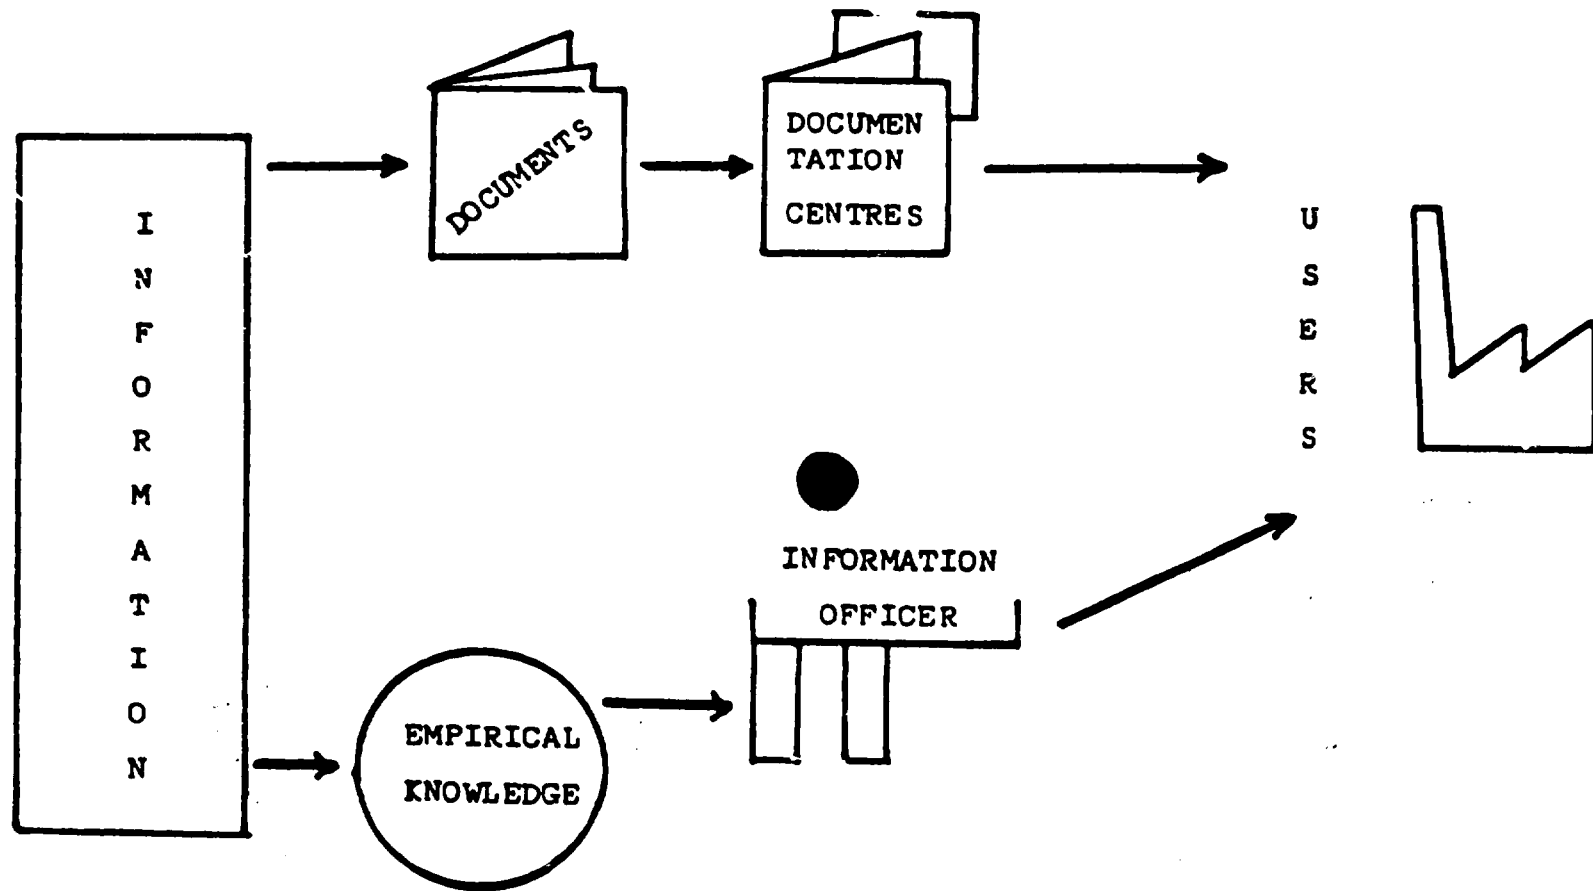 INFORMATION
DOCUMENTS
DOCUMEN
TATION
CENTRES
USERS
INFORMATION
OFFICER
EMPIRICAL
KNOWLEDGE